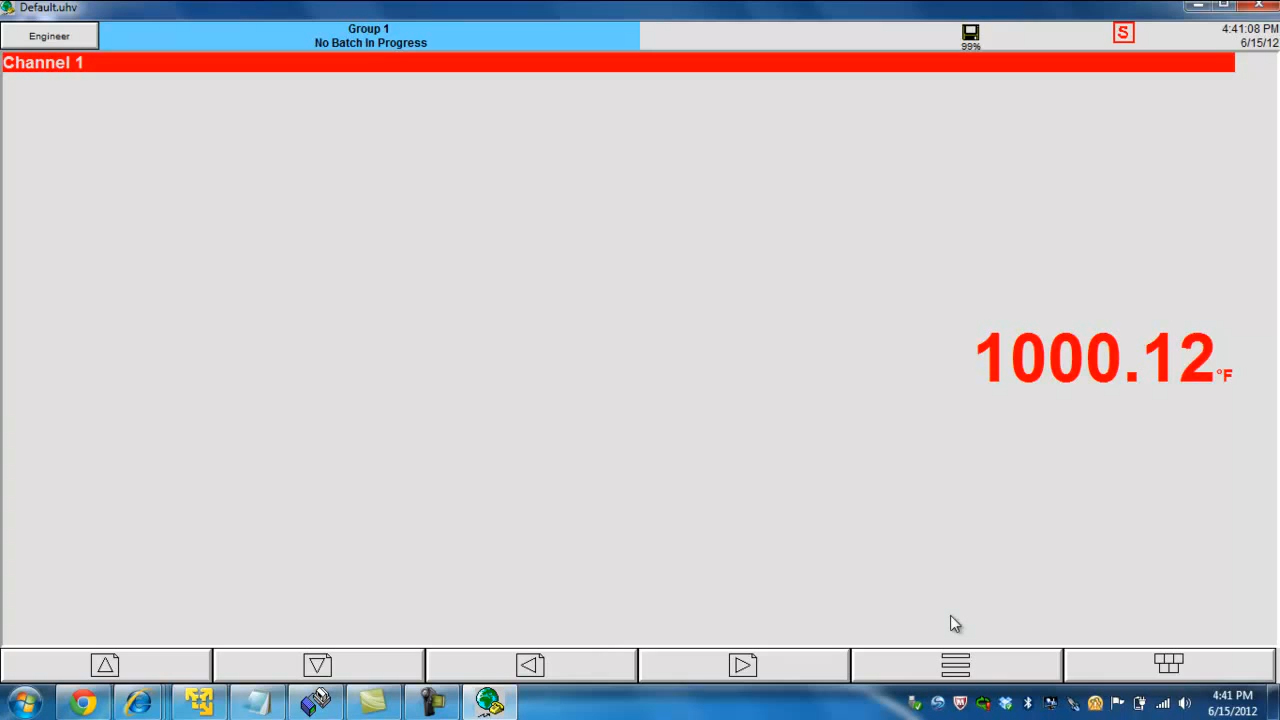 Default.uhv
Engineer
Group 1
No Batch In Progress
99%
S
4:41:08 PM
6/15/12
Channel 1
1000.12 °F
4:41 PM
6/15/2012